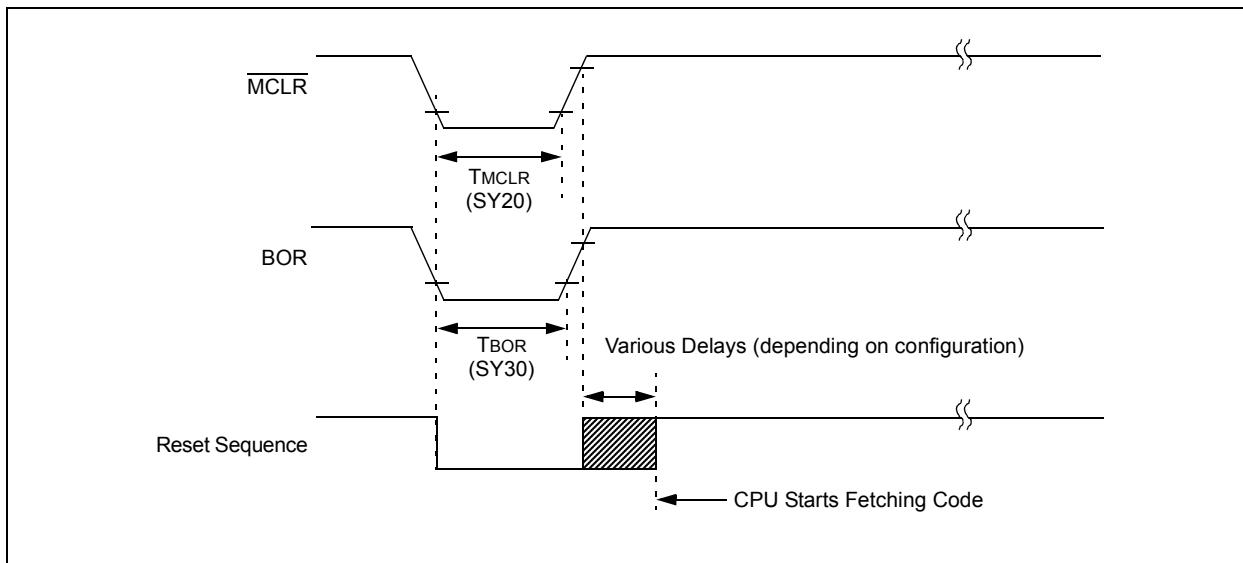 MCLR
TMCLR
(SY20)
BOR
TBOR
(SY30)
Various Delays (depending on configuration)
Reset Sequence
CPU Starts Fetching Code